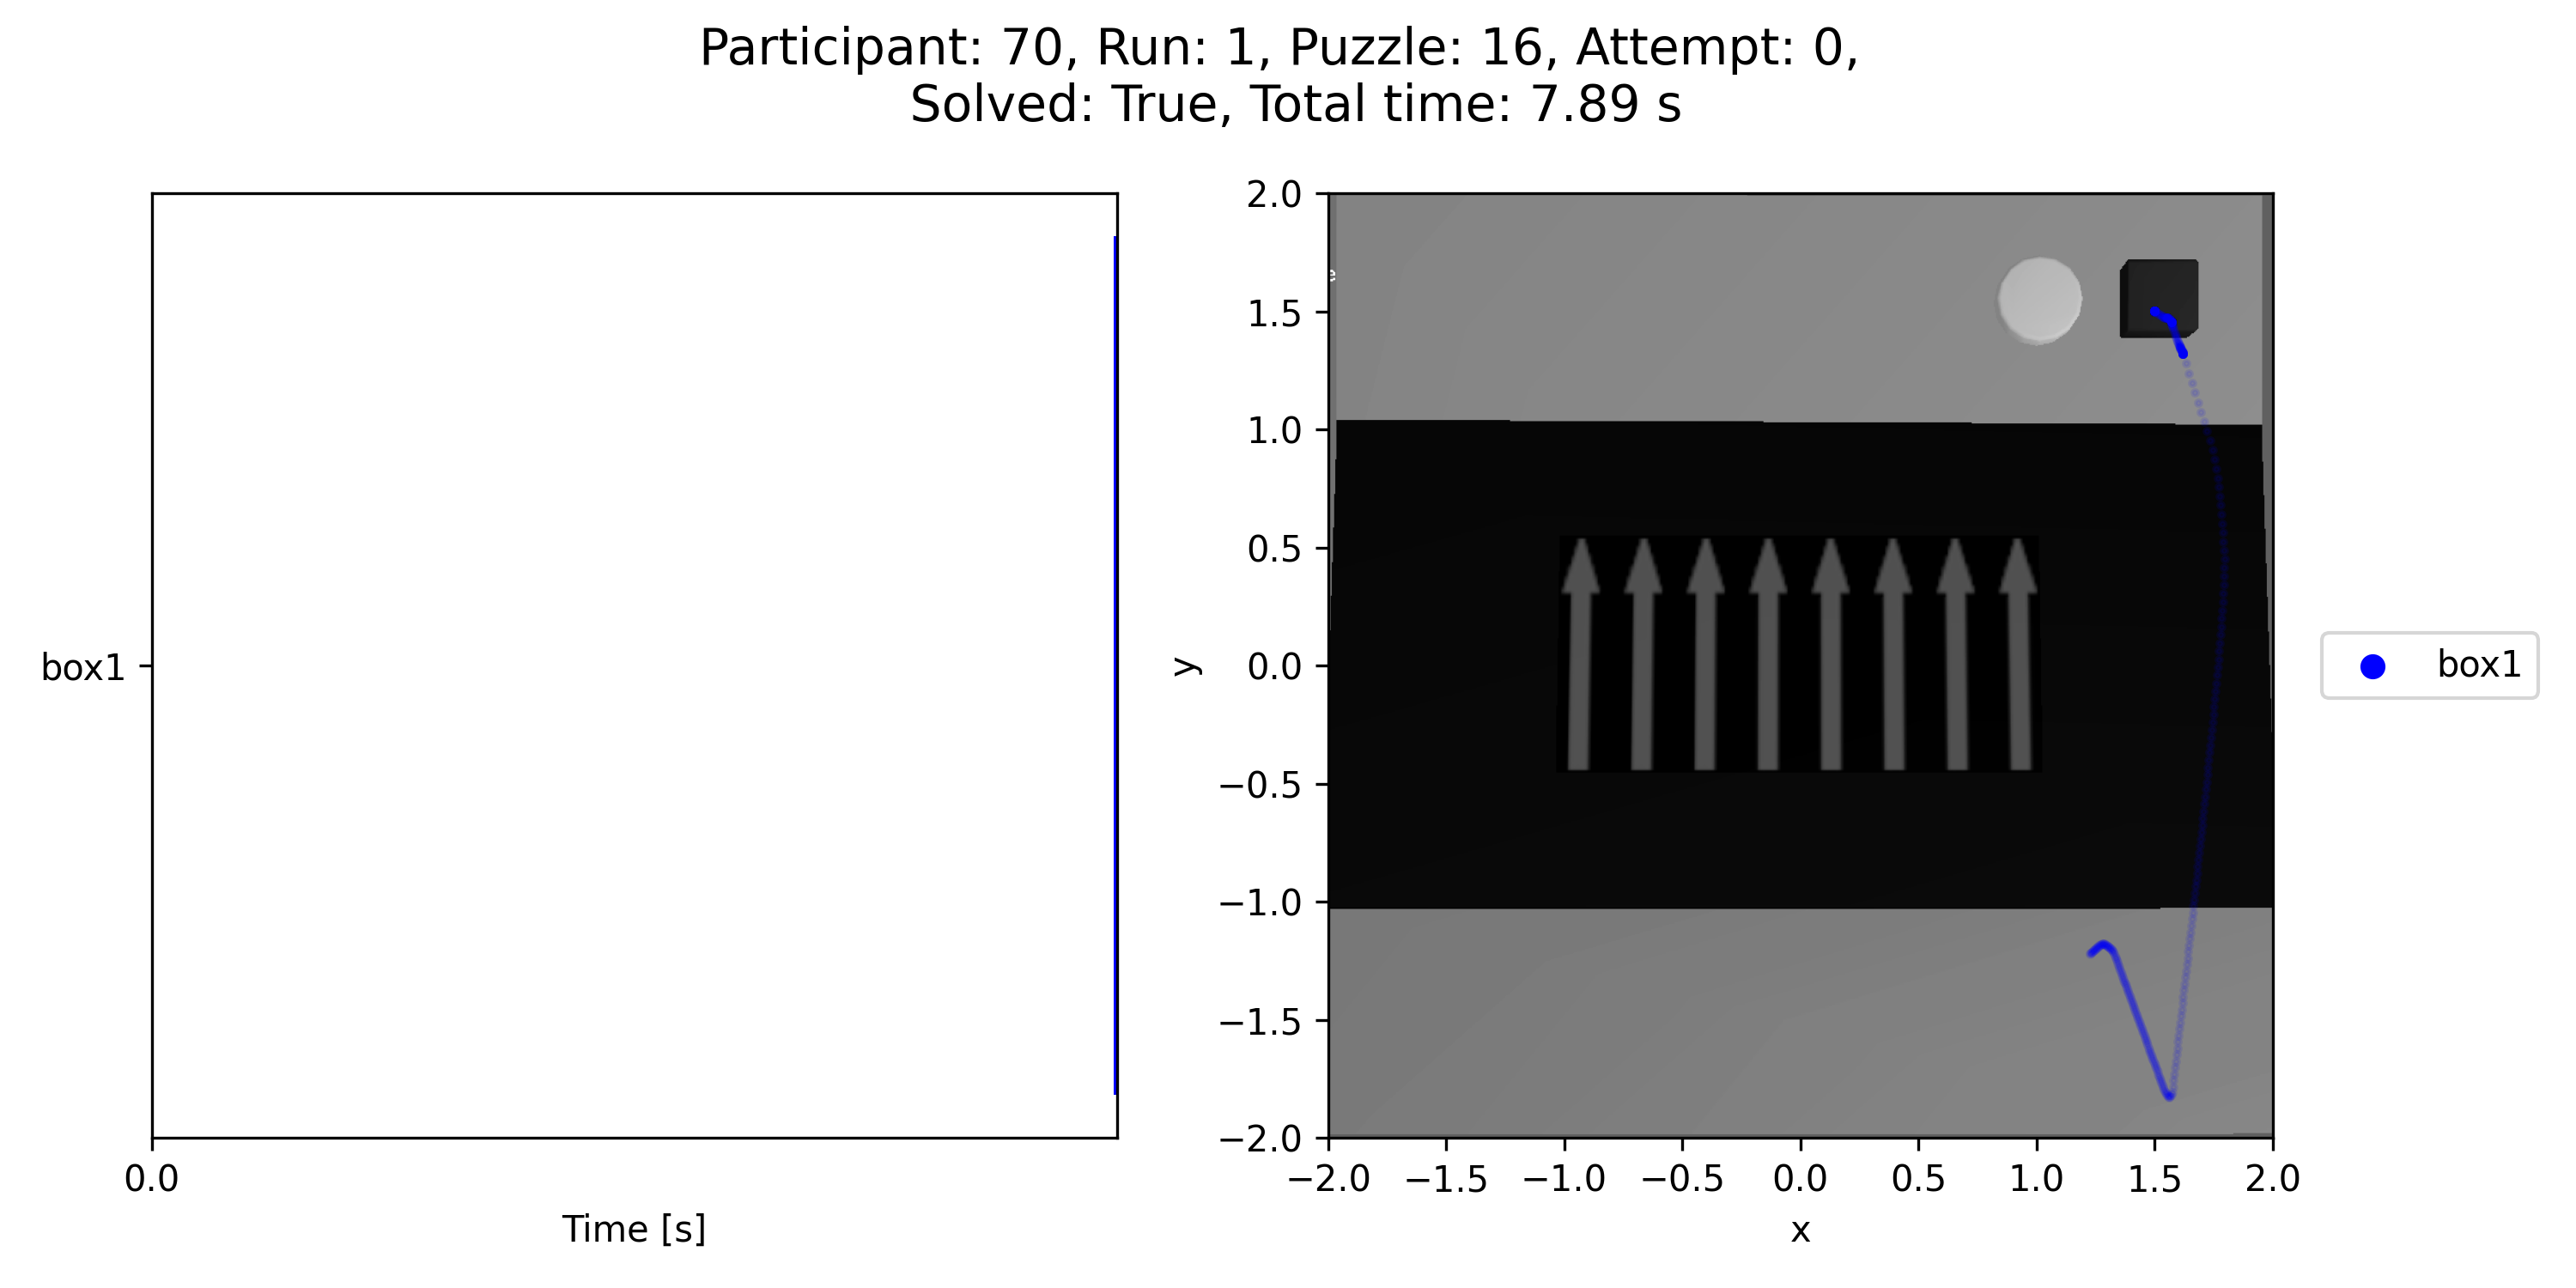 Participant: 70, Run: 1, Puzzle: 16, Attempt: 0,
Solved: True, Total time: 7.89 s
box1
0.0
Time [s]
2.0
1.5
1.0
0.5
0.0
−0.5
−1.0
−1.5
−2.0
y
e
−2.0 −1.5 −1.0 −0.5 0.0 0.5 1.0 1.5 2.0
x
box1